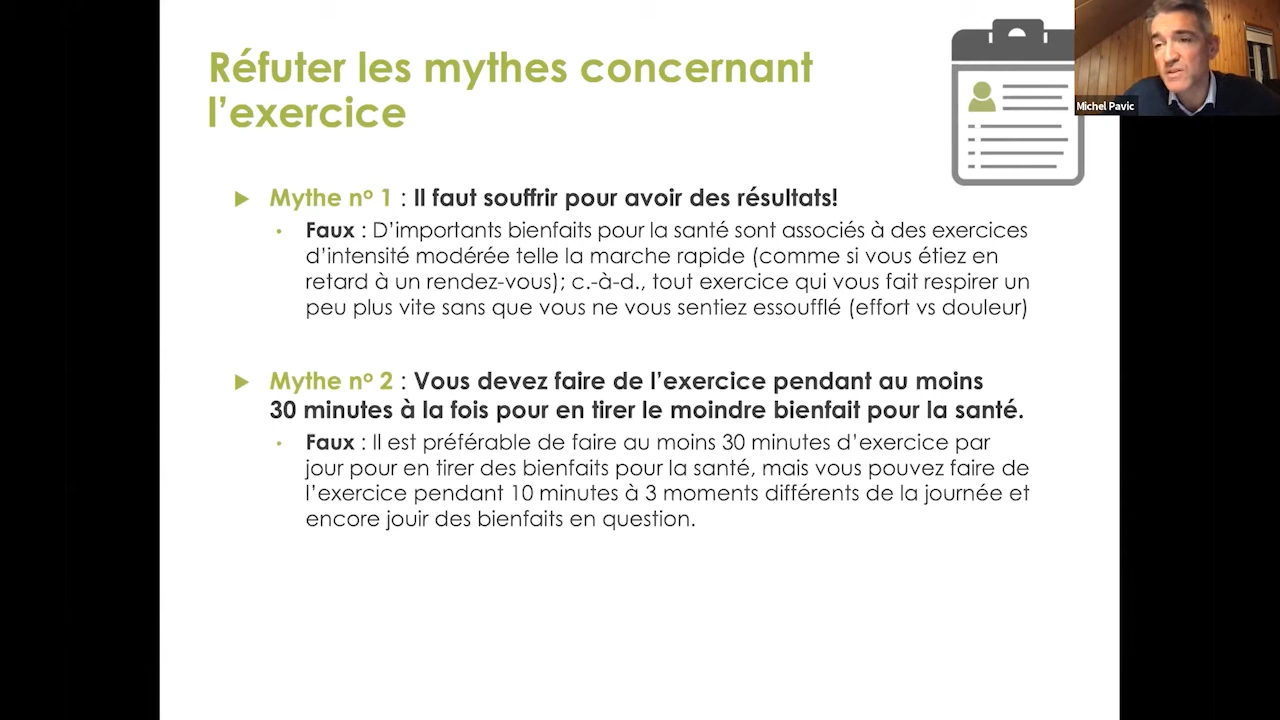 Réfuter les mythes concernant
l’exercice
Michel Pavic
Mythe nº 1 : Il faut souffrir pour avoir des résultats!
Faux : D’importants bienfaits pour la santé sont associés à des exercices
d’intensité modérée telle la marche rapide (comme si vous étiez en
retard à un rendez-vous); c.-à-d., tout exercice qui vous fait respirer un
peu plus vite sans que vous ne vous sentiez essoufflé (effort vs douleur)
Mythe nº 2 : Vous devez faire de l’exercice pendant au moins
30 minutes à la fois pour en tirer le moindre bienfait pour la santé.
Faux : Il est préférable de faire au moins 30 minutes d’exercice par
jour pour en tirer des bienfaits pour la santé, mais vous pouvez faire de
l’exercice pendant 10 minutes à 3 moments différents de la journée et
encore jouir des bienfaits en question.